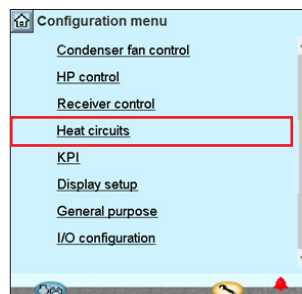 Configuration menu
Condenser fan control
HP control
Receiver control
Heat circuits
KPI
Display setup
General purpose
I/O configuration